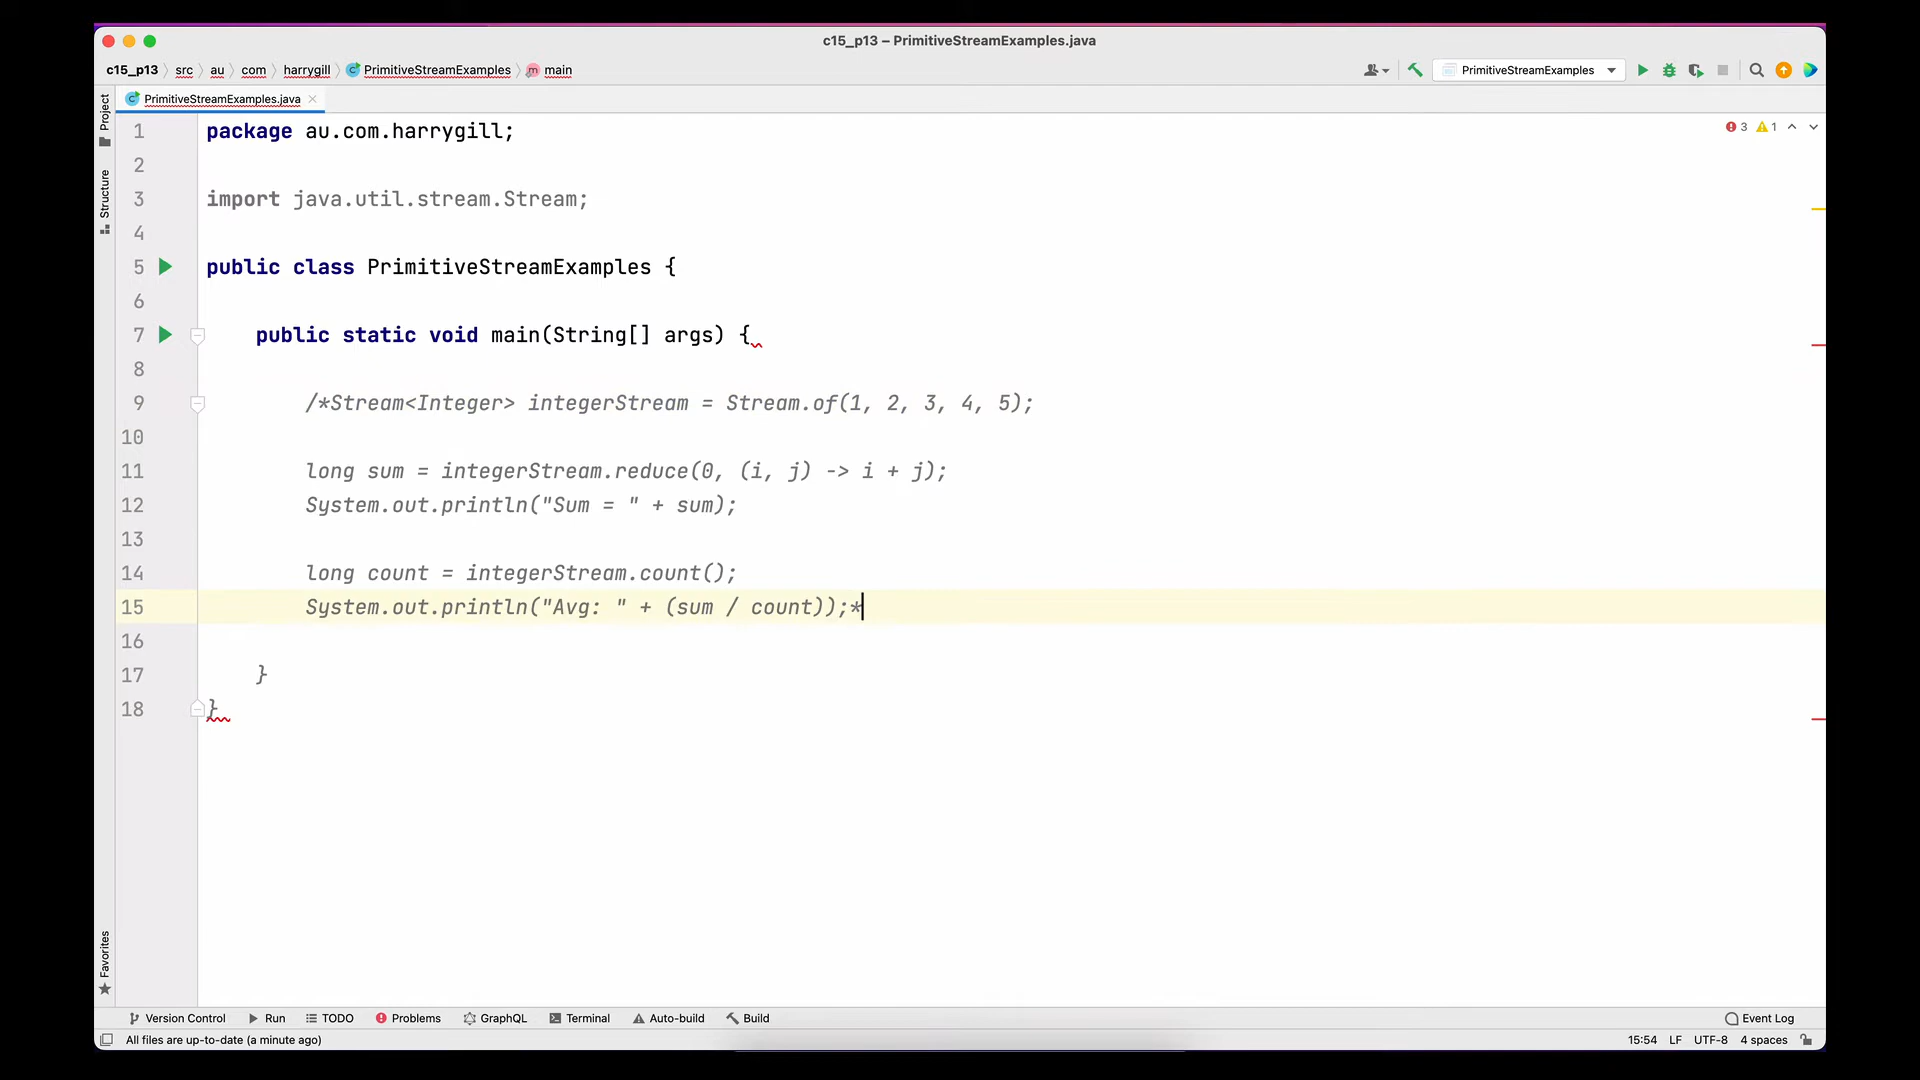 c15_p13 – PrimitiveStreamExamples.java
c15_p13 src au com harrygill PrimitiveStreamExamples main
PrimitiveStreamExamples
PrimitiveStreamExamples.java
3 1
Project
Structure
Favorites
1 package au.com.harrygill;
2
3 import java.util.stream.Stream;
4
5 public class PrimitiveStreamExamples {
6
7 public static void main(String[] args) {
8
9 /*Stream<Integer> integerStream = Stream.of(1, 2, 3, 4, 5);
10
11 long sum = integerStream.reduce(0, (i, j) -> i + j);
12 System.out.println("Sum = " + sum);
13
14 long count = integerStream.count();
15 System.out.println("Avg: " + (sum / count));*
16
17 }
18 }
Version Control Run TODO Problems GraphQL Terminal Auto-build Build Event Log
All files are up-to-date (a minute ago) 15:54 LF UTF-8 4 spaces